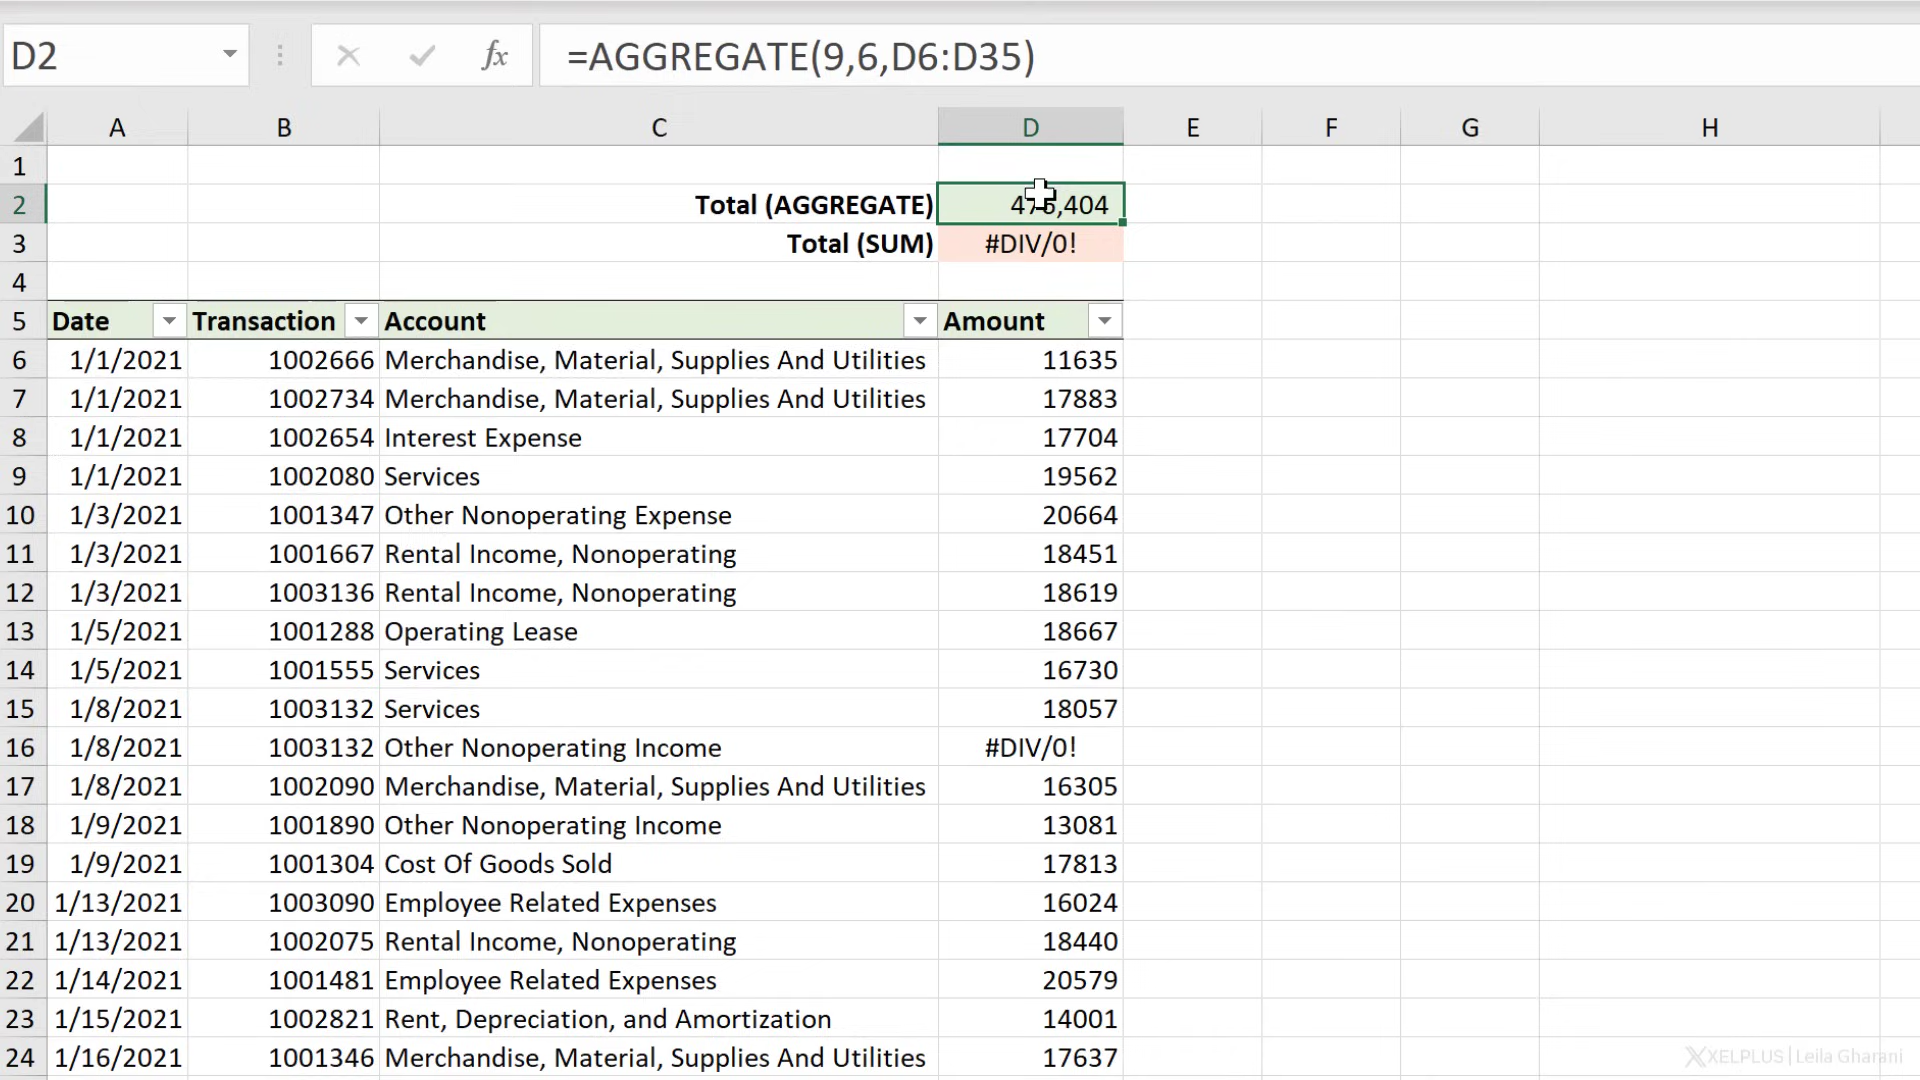 D2 fx =AGGREGATE(9,6,D6:D35)
A B C D E F G H
1
2 Total (AGGREGATE)
3 Total (SUM) #DIV/0!
4
5 Date Transaction Account Amount
6 1/1/2021 1002666 Merchandise, Material, Supplies And Utilities 11635
7 1/1/2021 1002734 Merchandise, Material, Supplies And Utilities 17883
8 1/1/2021 1002654 Interest Expense 17704
9 1/1/2021 1002080 Services 19562
10 1/3/2021 1001347 Other Nonoperating Expense 20664
11 1/3/2021 1001667 Rental Income, Nonoperating 18451
12 1/3/2021 1003136 Rental Income, Nonoperating 18619
13 1/5/2021 1001288 Operating Lease 18667
14 1/5/2021 1001555 Services 16730
15 1/8/2021 1003132 Services 18057
16 1/8/2021 1003132 Other Nonoperating Income #DIV/0!
17 1/8/2021 1002090 Merchandise, Material, Supplies And Utilities 16305
18 1/9/2021 1001890 Other Nonoperating Income 13081
19 1/9/2021 1001304 Cost Of Goods Sold 17813
20 1/13/2021 1003090 Employee Related Expenses 16024
21 1/13/2021 1002075 Rental Income, Nonoperating 18440
22 1/14/2021 1001481 Employee Related Expenses 20579
23 1/15/2021 1002821 Rent, Depreciation, and Amortization 14001
24 1/16/2021 1001346 Merchandise, Material, Supplies And Utilities 17637
XELPLUS | Leila Gharani